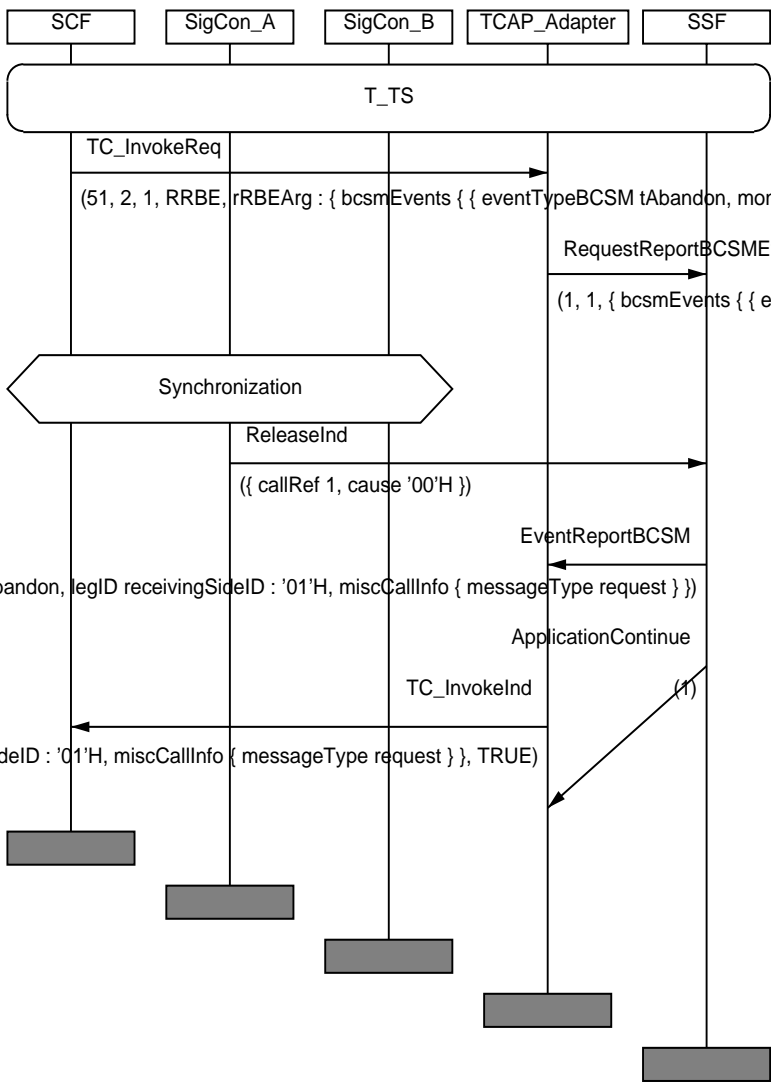 SCF SigCon_A SigCon_B TCAP_Adapter SSF
T_TS
TC_InvokeReq
(51, 2, 1, RRBE, rRBEArg : { bcsmEvents { { eventTypeBCSM tAbandon, mon
RequestReportBCSME
(1, 1, { bcsmEvents { { e
Synchronization
ReleaseInd
({ callRef 1, cause '00'H })
EventReportBCSM
bandon, legID receivingSideID : '01'H, miscCallInfo { messageType request } })
ApplicationContinue
(1)
TC_InvokeInd
deID : '01'H, miscCallInfo { messageType request } }, TRUE)